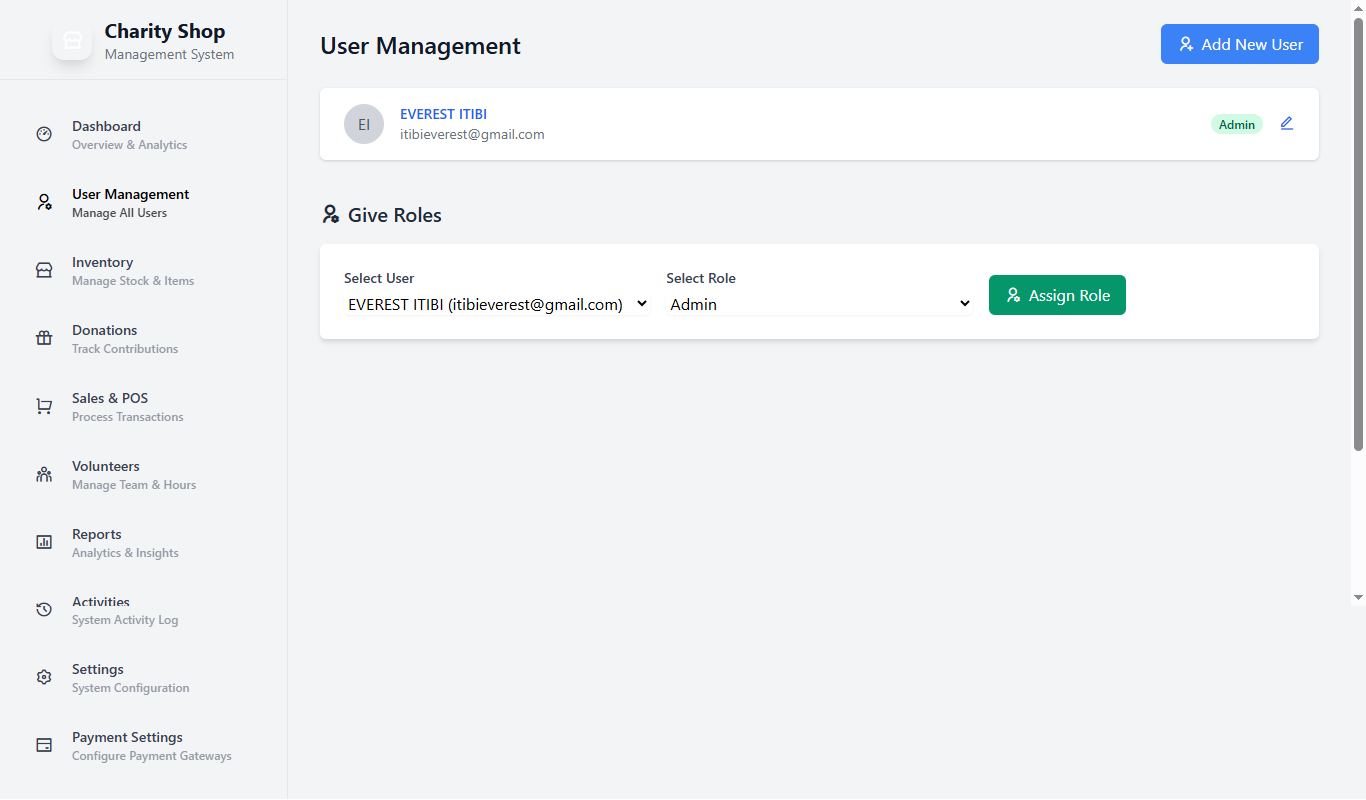 Charity Shop
Management System
Dashboard
Overview & Analytics
User Management
Manage All Users
Inventory
Manage Stock & Items
Donations
Track Contributions
Sales & POS
Process Transactions
Volunteers
Manage Team & Hours
Reports
Analytics & Insights
Activities
System Activity Log
Settings
System Configuration
Payment Settings
Configure Payment Gateways
User Management
Add New User
EI
EVEREST ITIBI
itibieverest@gmail.com
Admin
Give Roles
Select User
EVEREST ITIBI (itibieverest@gmail.com)
Select Role
Admin
Assign Role